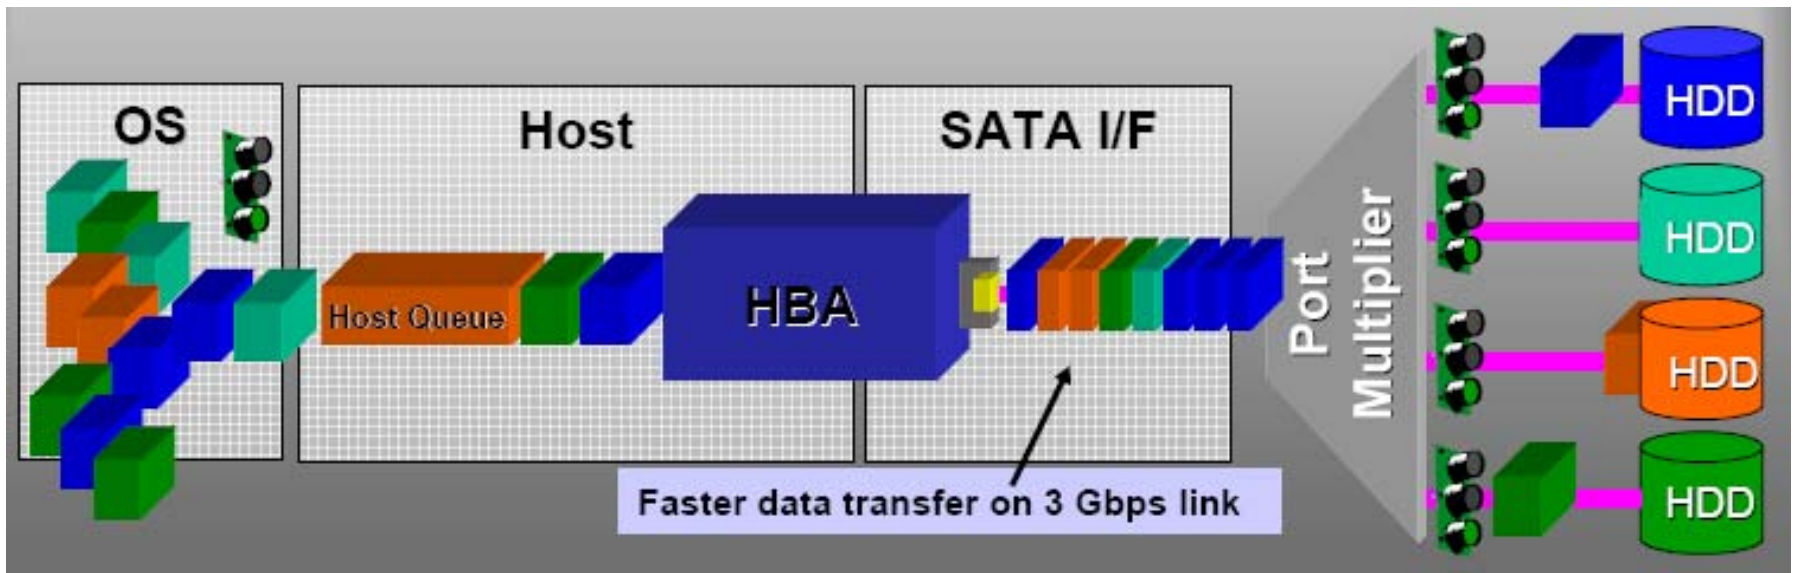 OS
Host
SATA I/F
Host Queue
HBA
Port
Multiplier
HDD
HDD
HDD
HDD
Faster data transfer on 3 Gbps link